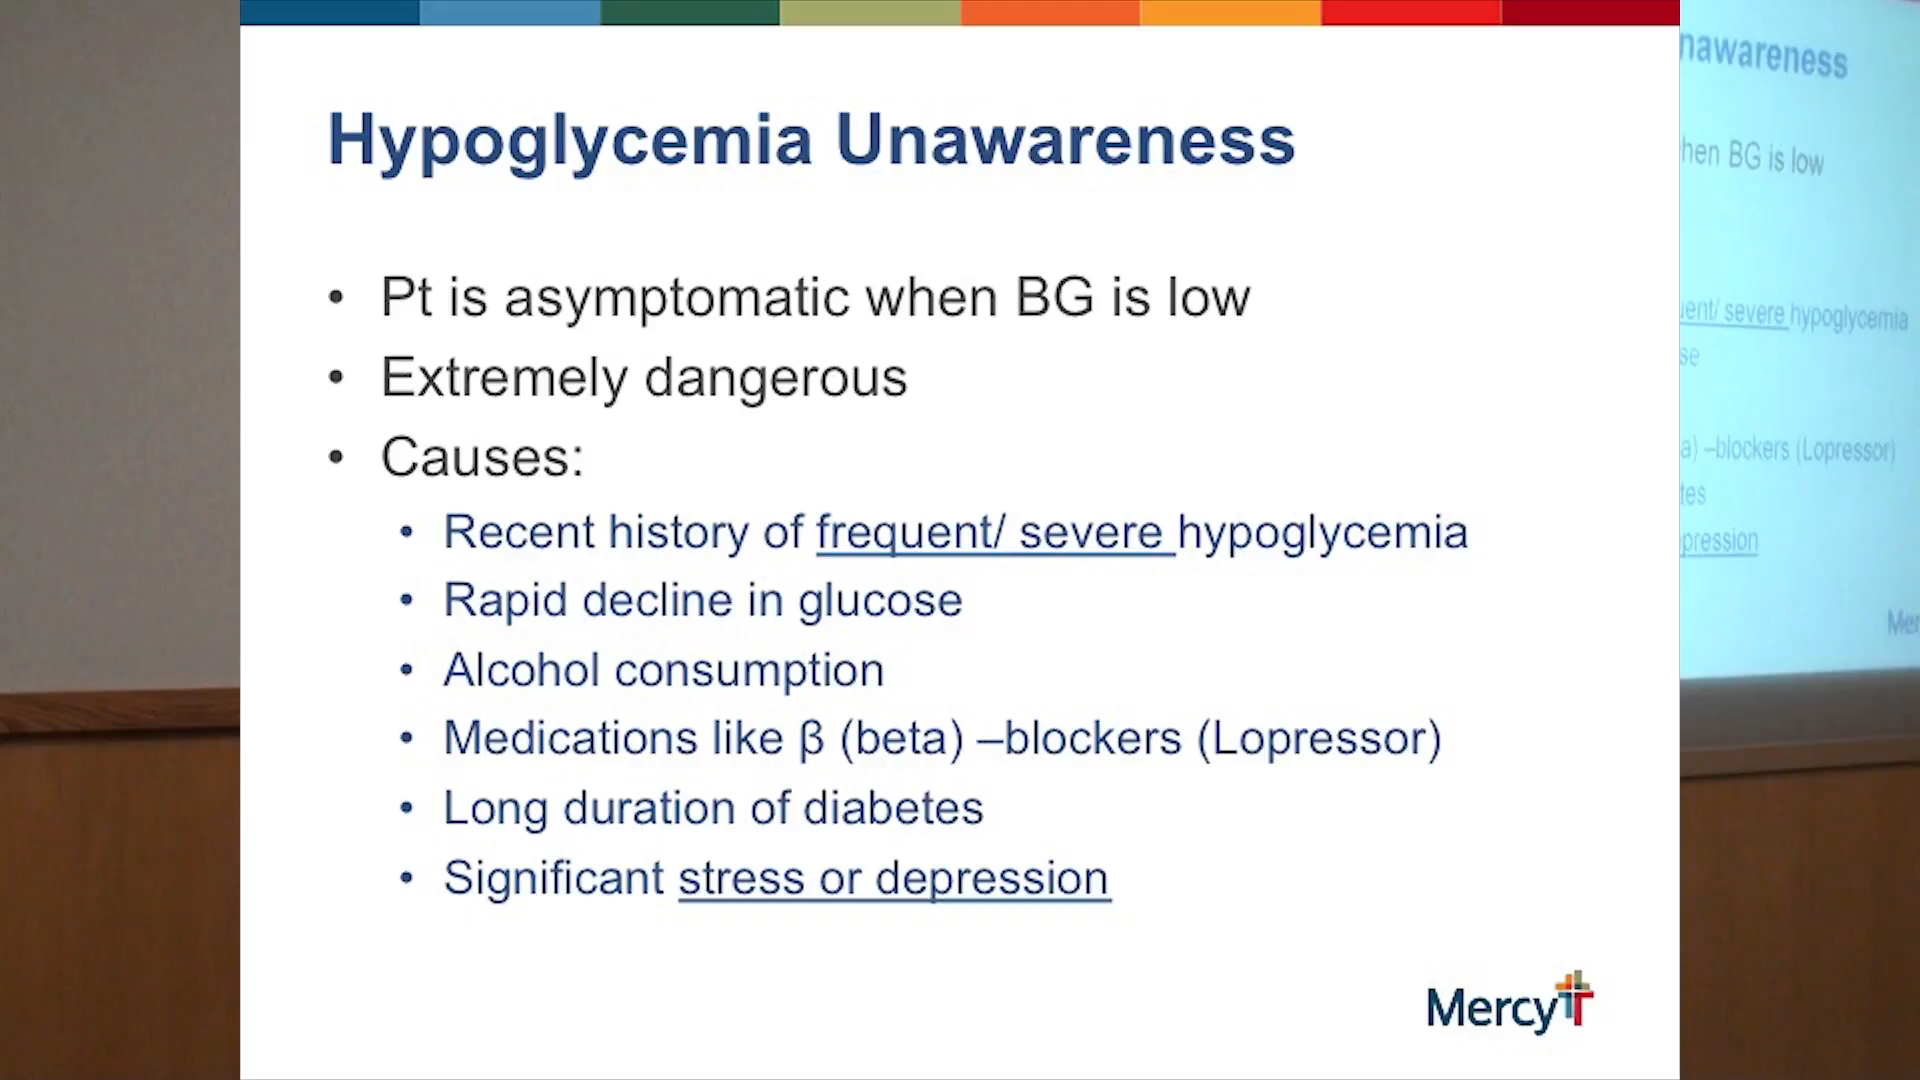 Hypoglycemia Unawareness
• Pt is asymptomatic when BG is low
• Extremely dangerous
• Causes:
• Recent history of frequent/ severe hypoglycemia
• Rapid decline in glucose
• Alcohol consumption
• Medications like β (beta) –blockers (Lopressor)
• Long duration of diabetes
• Significant stress or depression
Mercy
nawareness
hen BG is low
uent/ severe hypoglycemia
se
a) –blockers (Lopressor)
tes
pression
Mer